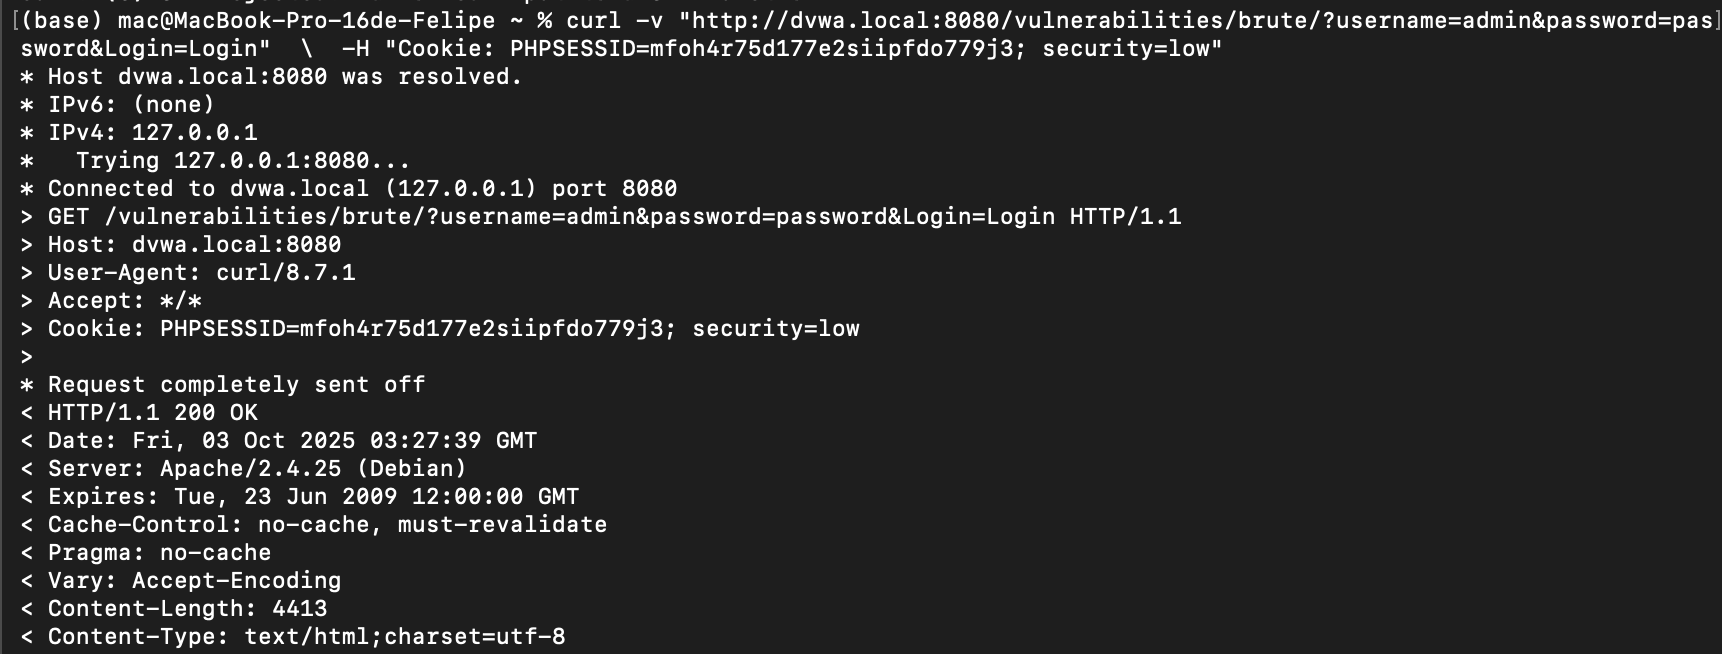 [(base) mac@MacBook-Pro-16de-Felipe ~ % curl -v "http://dvwa.local:8080/vulnerabilities/brute/?username=admin&password=pas]
sword&Login=Login"  \  -H "Cookie: PHPSESSID=mfoh4r75d177e2siipfdo779j3; security=low"
* Host dvwa.local:8080 was resolved.
* IPv6: (none)
* IPv4: 127.0.0.1
*   Trying 127.0.0.1:8080...
* Connected to dvwa.local (127.0.0.1) port 8080
> GET /vulnerabilities/brute/?username=admin&password=password&Login=Login HTTP/1.1
> Host: dvwa.local:8080
> User-Agent: curl/8.7.1
> Accept: */*
> Cookie: PHPSESSID=mfoh4r75d177e2siipfdo779j3; security=low
>
* Request completely sent off
< HTTP/1.1 200 OK
< Date: Fri, 03 Oct 2025 03:27:39 GMT
< Server: Apache/2.4.25 (Debian)
< Expires: Tue, 23 Jun 2009 12:00:00 GMT
< Cache-Control: no-cache, must-revalidate
< Pragma: no-cache
< Vary: Accept-Encoding
< Content-Length: 4413
< Content-Type: text/html;charset=utf-8